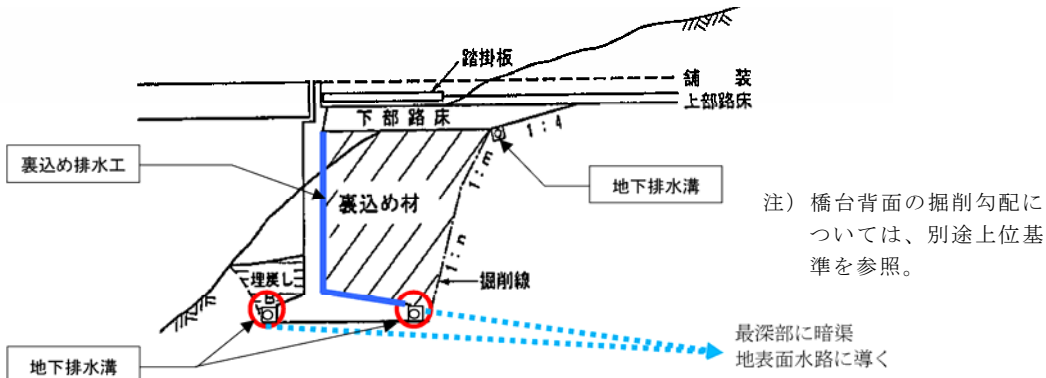 踏掛板
舗装
上部路床
下部路床
1:4
裏込め排水工
地下排水溝
1:m
裏込め材
注）橋台背面の掘削勾配に
ついては、別途上位基
準を参照。
1:n
埋戻し
B
掘削線
最深部に暗渠
地表面水路に導く
地下排水溝